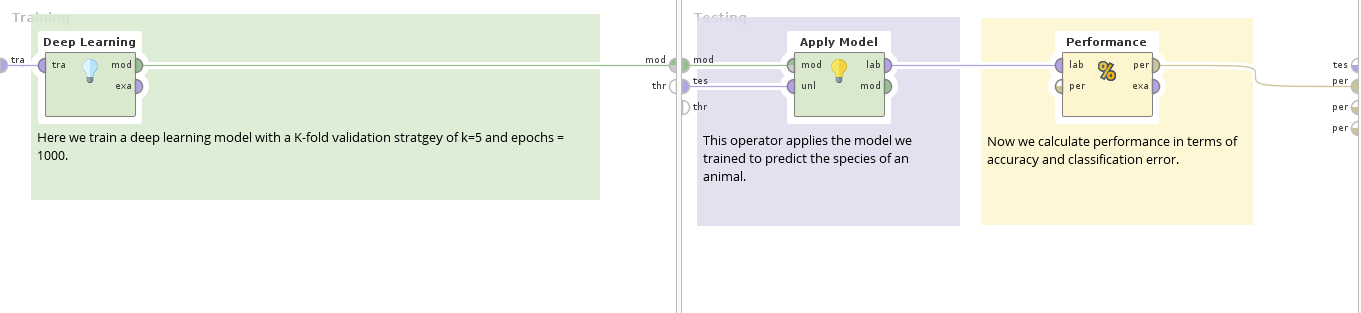 Training
Deep Learning
tra
tra
mod
exa
Here we train a deep learning model with a K-fold validation stratgey of k=5 and epochs =
1000.
mod
thr
Testing
mod
tes
thr
Apply Model
mod
lab
unl
mod
This operator applies the model we
trained to predict the species of an
animal.
Performance
lab
per
per
exa
Now we calculate performance in terms of
accuracy and classification error.
tes
per
per
per